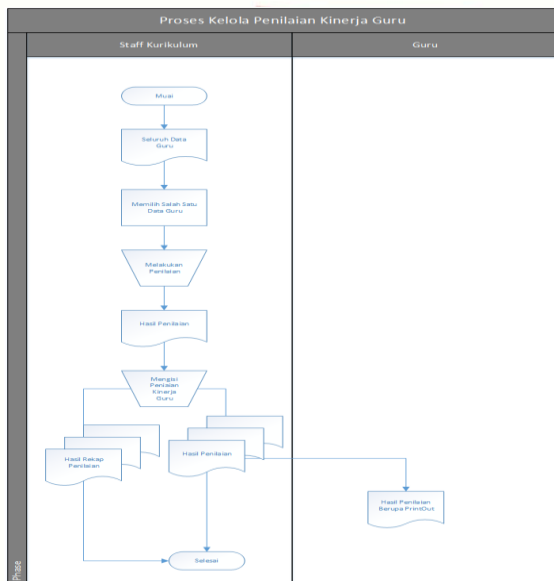 Proses Kelola Penilaian Kinerja Guru
Staff Kurikulum
Guru
Mulai
Seluruh Data
Guru
Memilih Salah Satu
Data Guru
Melakukan
Penilaian
Hasil Penilaian
Mengisi
Penilaian
Kinerja
Guru
Hasil Rekap
Penilaian
Hasil Penilaian
Hasil Penilaian
Berupa PrintOut
Selesai
Phase